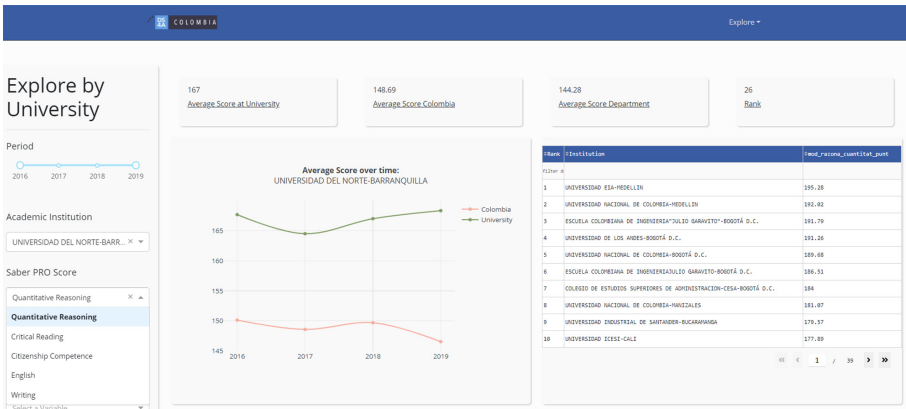 DS
4A COLOMBIA
Explore
Explore by
University
Period
2016 2017 2018 2019
Academic Institution
UNIVERSIDAD DEL NORTE-BARR...
Saber PRO Score
Quantitative Reasoning
Quantitative Reasoning
Critical Reading
Citizenship Competence
English
Writing
Select a Variable
167
Average Score at University
148.69
Average Score Colombia
144.28
Average Score Department
26
Rank
Average Score over time:
UNIVERSIDAD DEL NORTE-BARRANQUILLA
Colombia
University
165
160
155
150
145
2016 2017 2018 2019
Rank Institution mod_razona_cuantitat_punt
filter d
1 UNIVERSIDAD EIA-MEDELLIN 195.28
2 UNIVERSIDAD NACIONAL DE COLOMBIA-MEDELLIN 192.02
3 ESCUELA COLOMBIANA DE INGENIERIA"JULIO GARAVITO"-BOGOTÁ D.C. 191.79
4 UNIVERSIDAD DE LOS ANDES-BOGOTÁ D.C. 191.26
5 UNIVERSIDAD NACIONAL DE COLOMBIA-BOGOTÁ D.C. 189.68
6 ESCUELA COLOMBIANA DE INGENIERIAJULIO GARAVITO-BOGOTÁ D.C. 186.51
7 COLEGIO DE ESTUDIOS SUPERIORES DE ADMINISTRACION-CESA-BOGOTÁ D.C. 184
8 UNIVERSIDAD NACIONAL DE COLOMBIA-MANIZALES 181.07
9 UNIVERSIDAD INDUSTRIAL DE SANTANDER-BUCARAMANGA 179.57
10 UNIVERSIDAD ICESI-CALI 177.89
1 / 39